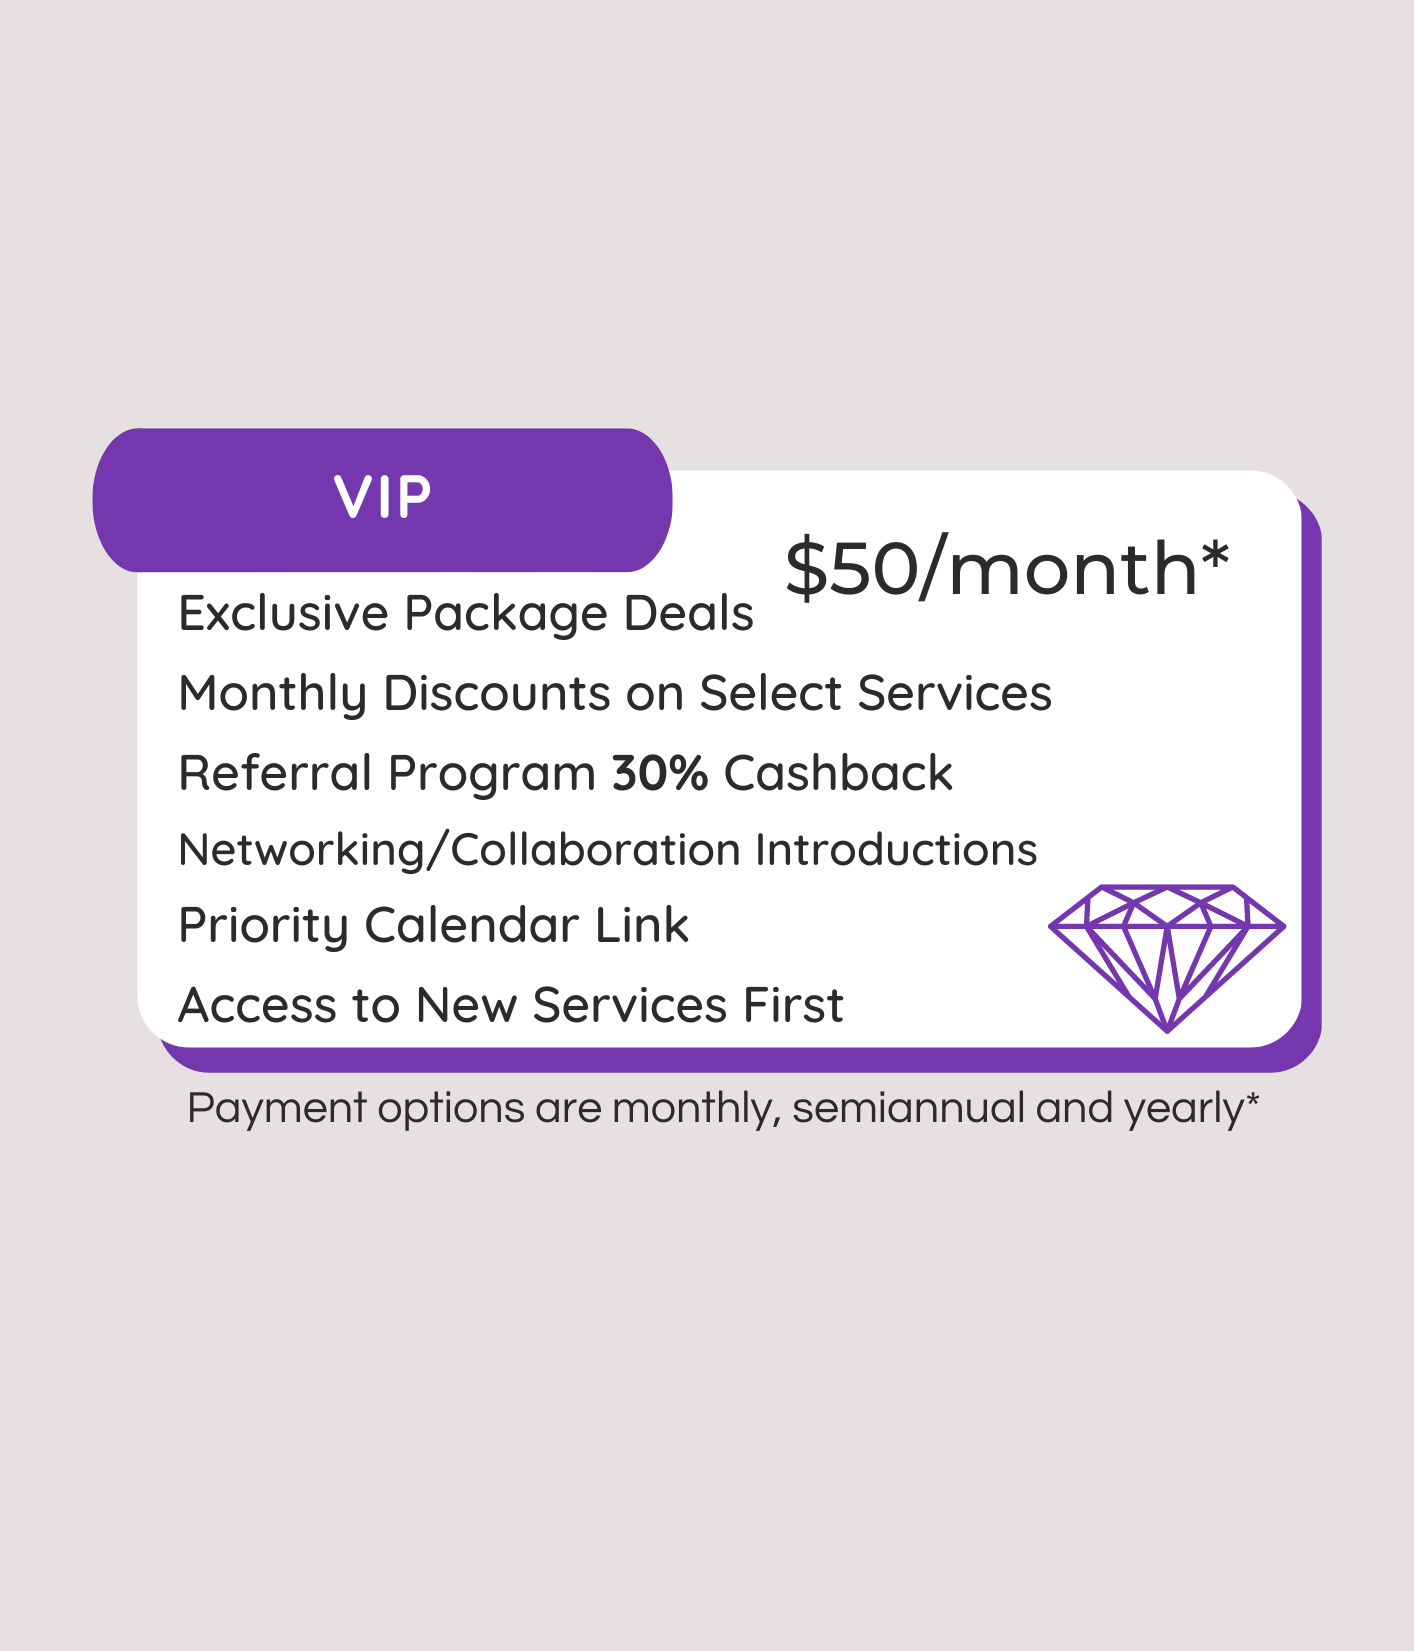 VIP
$50/month*
Exclusive Package Deals
Monthly Discounts on Select Services
Referral Program 30% Cashback
Networking/Collaboration Introductions
Priority Calendar Link
Access to New Services First
Payment options are monthly, semiannual and yearly*